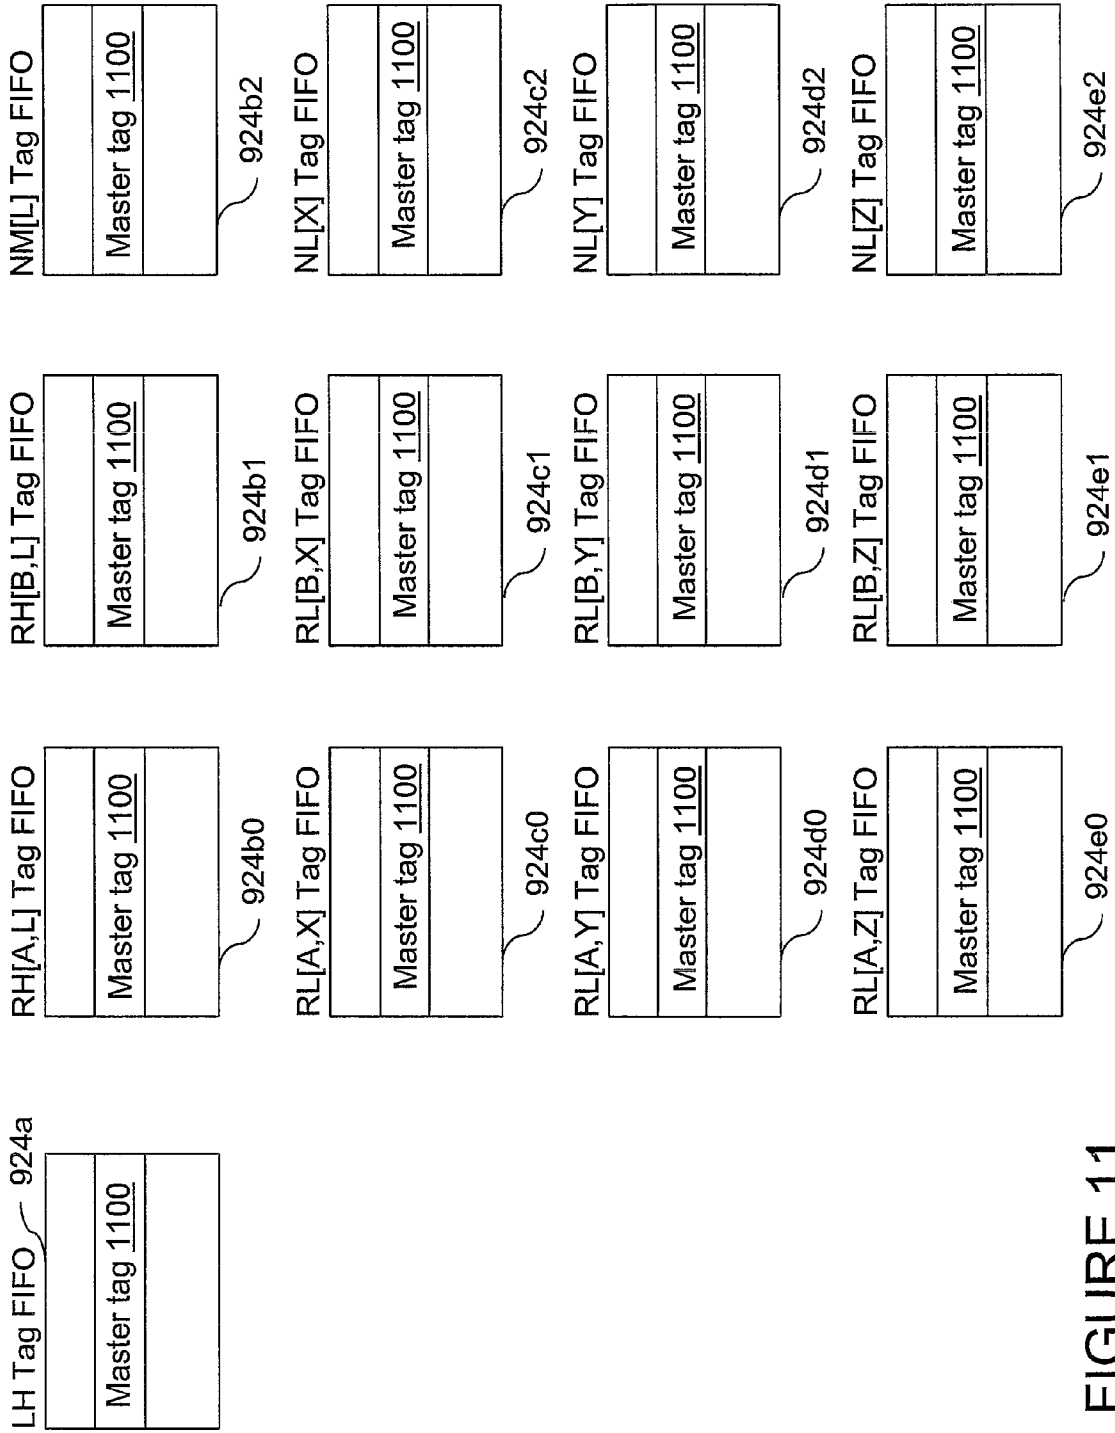 LH Tag FIFO 924a
Master tag 1100
RH[A,L] Tag FIFO
Master tag 1100
924b0
RH[B,L] Tag FIFO
Master tag 1100
924b1
NM[L] Tag FIFO
Master tag 1100
924b2
RL[A,X] Tag FIFO
Master tag 1100
924c0
RL[B,X] Tag FIFO
Master tag 1100
924c1
NL[X] Tag FIFO
Master tag 1100
924c2
RL[A,Y] Tag FIFO
Master tag 1100
924d0
RL[B,Y] Tag FIFO
Master tag 1100
924d1
NL[Y] Tag FIFO
Master tag 1100
924d2
RL[A,Z] Tag FIFO
Master tag 1100
924e0
RL[B,Z] Tag FIFO
Master tag 1100
924e1
NL[Z] Tag FIFO
Master tag 1100
924e2
FIGURE 11